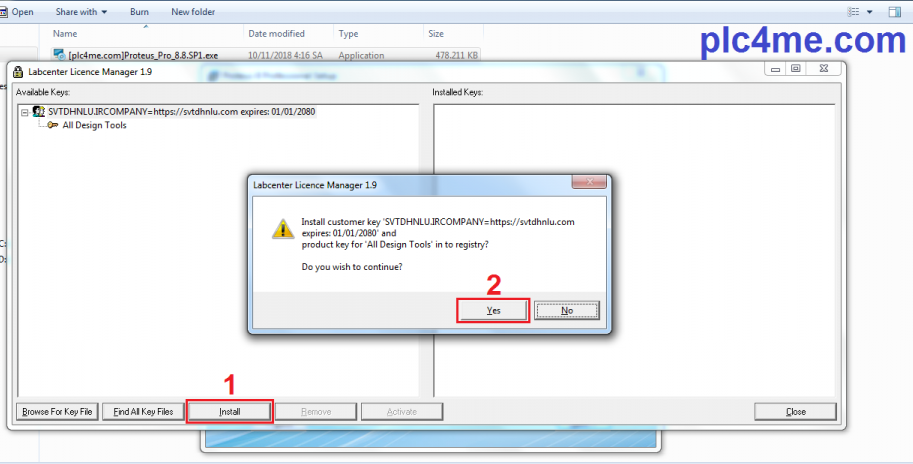 Open Share with Burn New folder
Name Date modified Type Size
plc4me.com
[plc4me.com]Proteus_Pro_8.8.SP1.exe 10/11/2018 4:16 SA Application 478.211 KB
Labcenter Licence Manager 1.9
Available Keys: Installed Keys:
SVTDHNLU.IRCOMPANY=https://svtdhnlu.com expires: 01/01/2080
All Design Tools
Labcenter Licence Manager 1.9
Install customer key 'SVTDHNLU.IRCOMPANY=https://svtdhnlu.com
expires: 01/01/2080' and
product key for 'All Design Tools' in to registry?
Do you wish to continue?
2
Yes No
1
Browse For Key File Find All Key Files Install Remove Activate Close